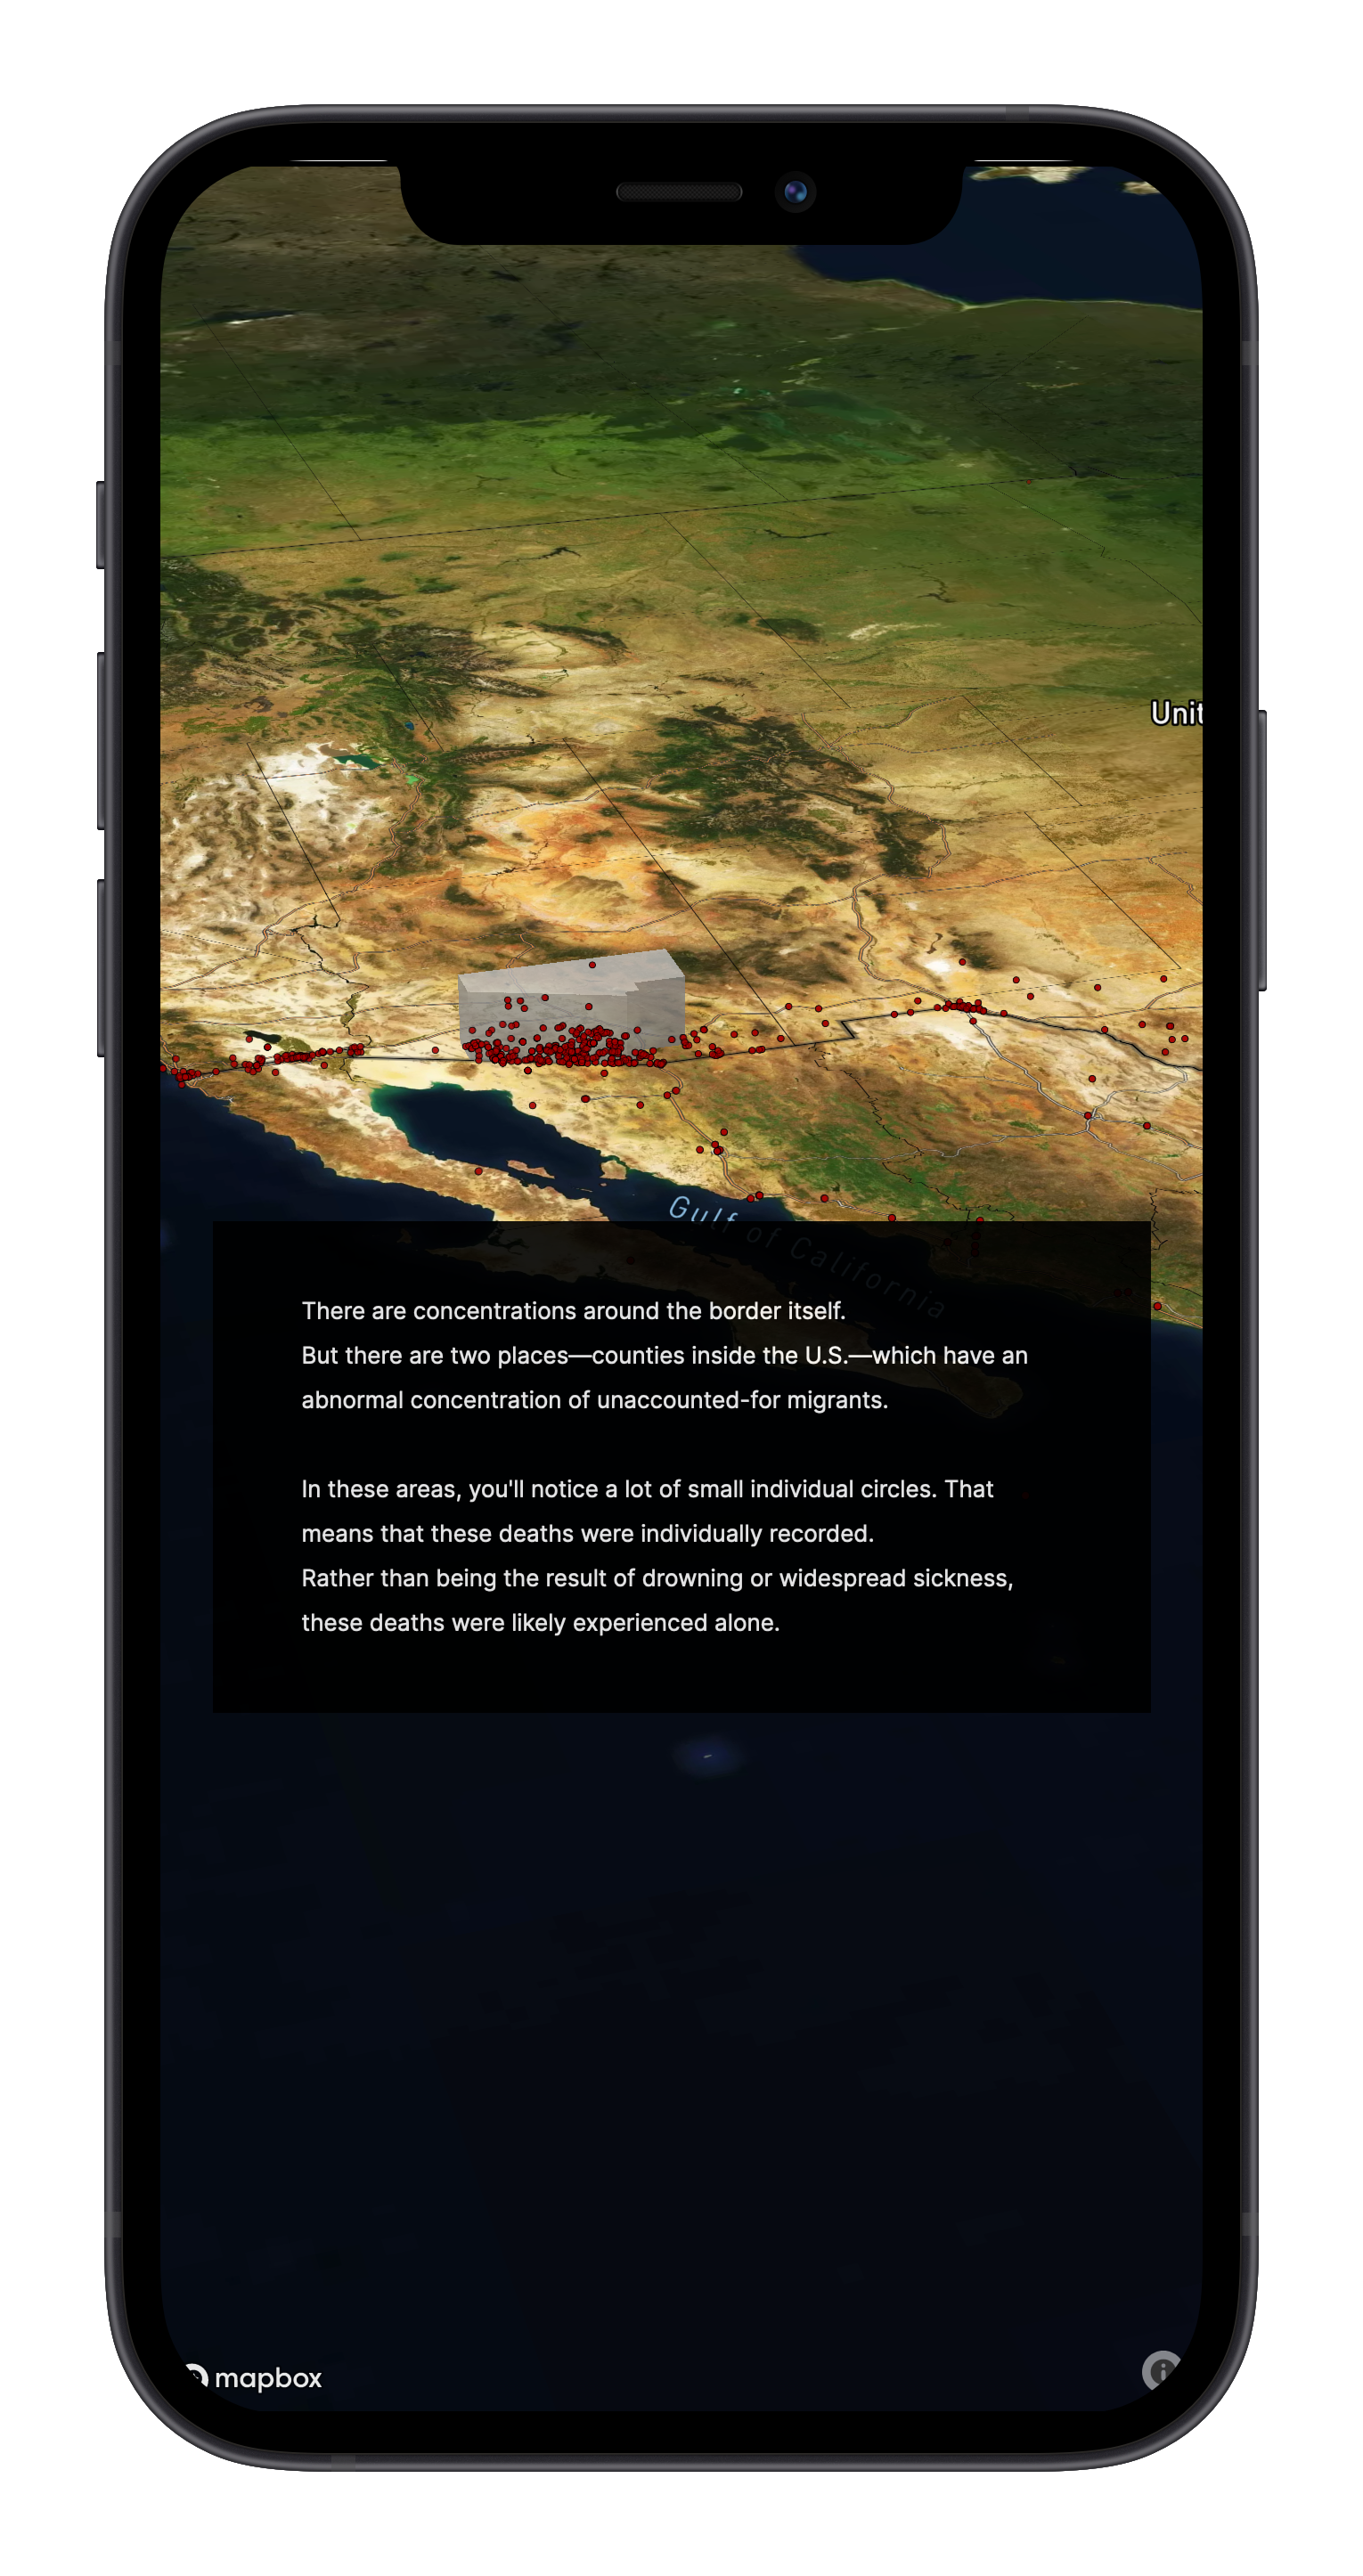 Unit
Gulf of California
There are concentrations around the border itself.
But there are two places—counties inside the U.S.—which have an
abnormal concentration of unaccounted-for migrants.
In these areas, you'll notice a lot of small individual circles. That
means that these deaths were individually recorded.
Rather than being the result of drowning or widespread sickness,
these deaths were likely experienced alone.
mapbox